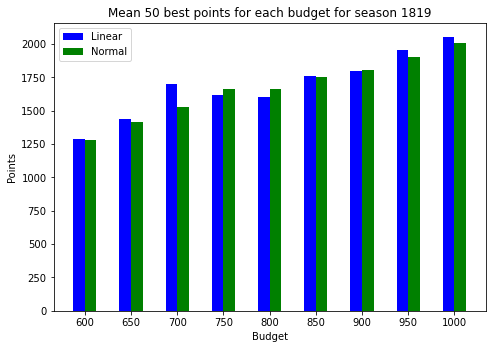 Mean 50 best points for each budget for season 1819
Linear
Normal
Points
2000
1750
1500
1250
1000
750
500
250
0
600 650 700 750 800 850 900 950 1000
Budget